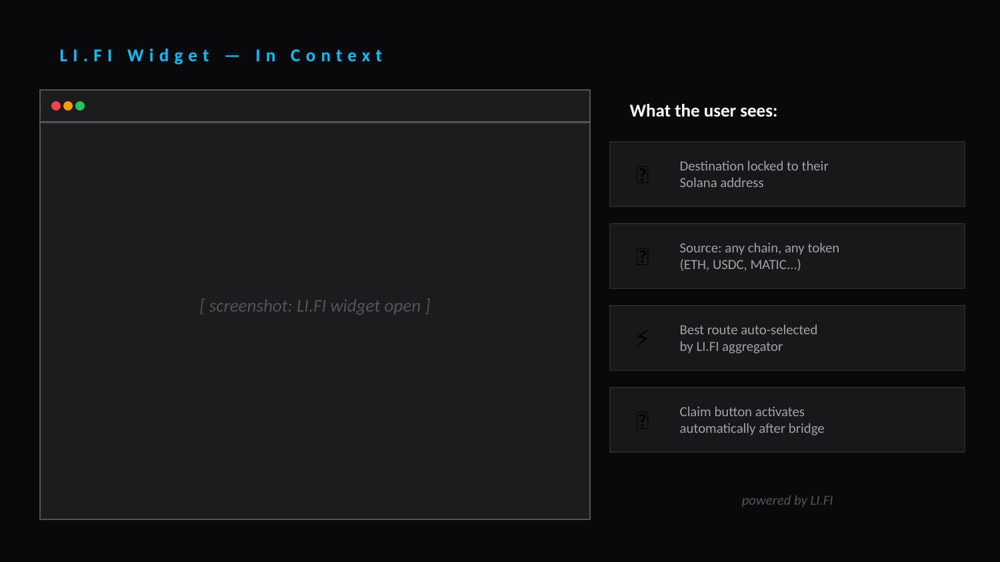 LI.FI Widget — In Context
What the user sees:
Destination locked to their
Solana address
Source: any chain, any token
(ETH, USDC, MATIC...)
[ screenshot: LI.FI widget open ]
⚡
Best route auto-selected
by LI.FI aggregator
Claim button activates
automatically after bridge
powered by LI.FI